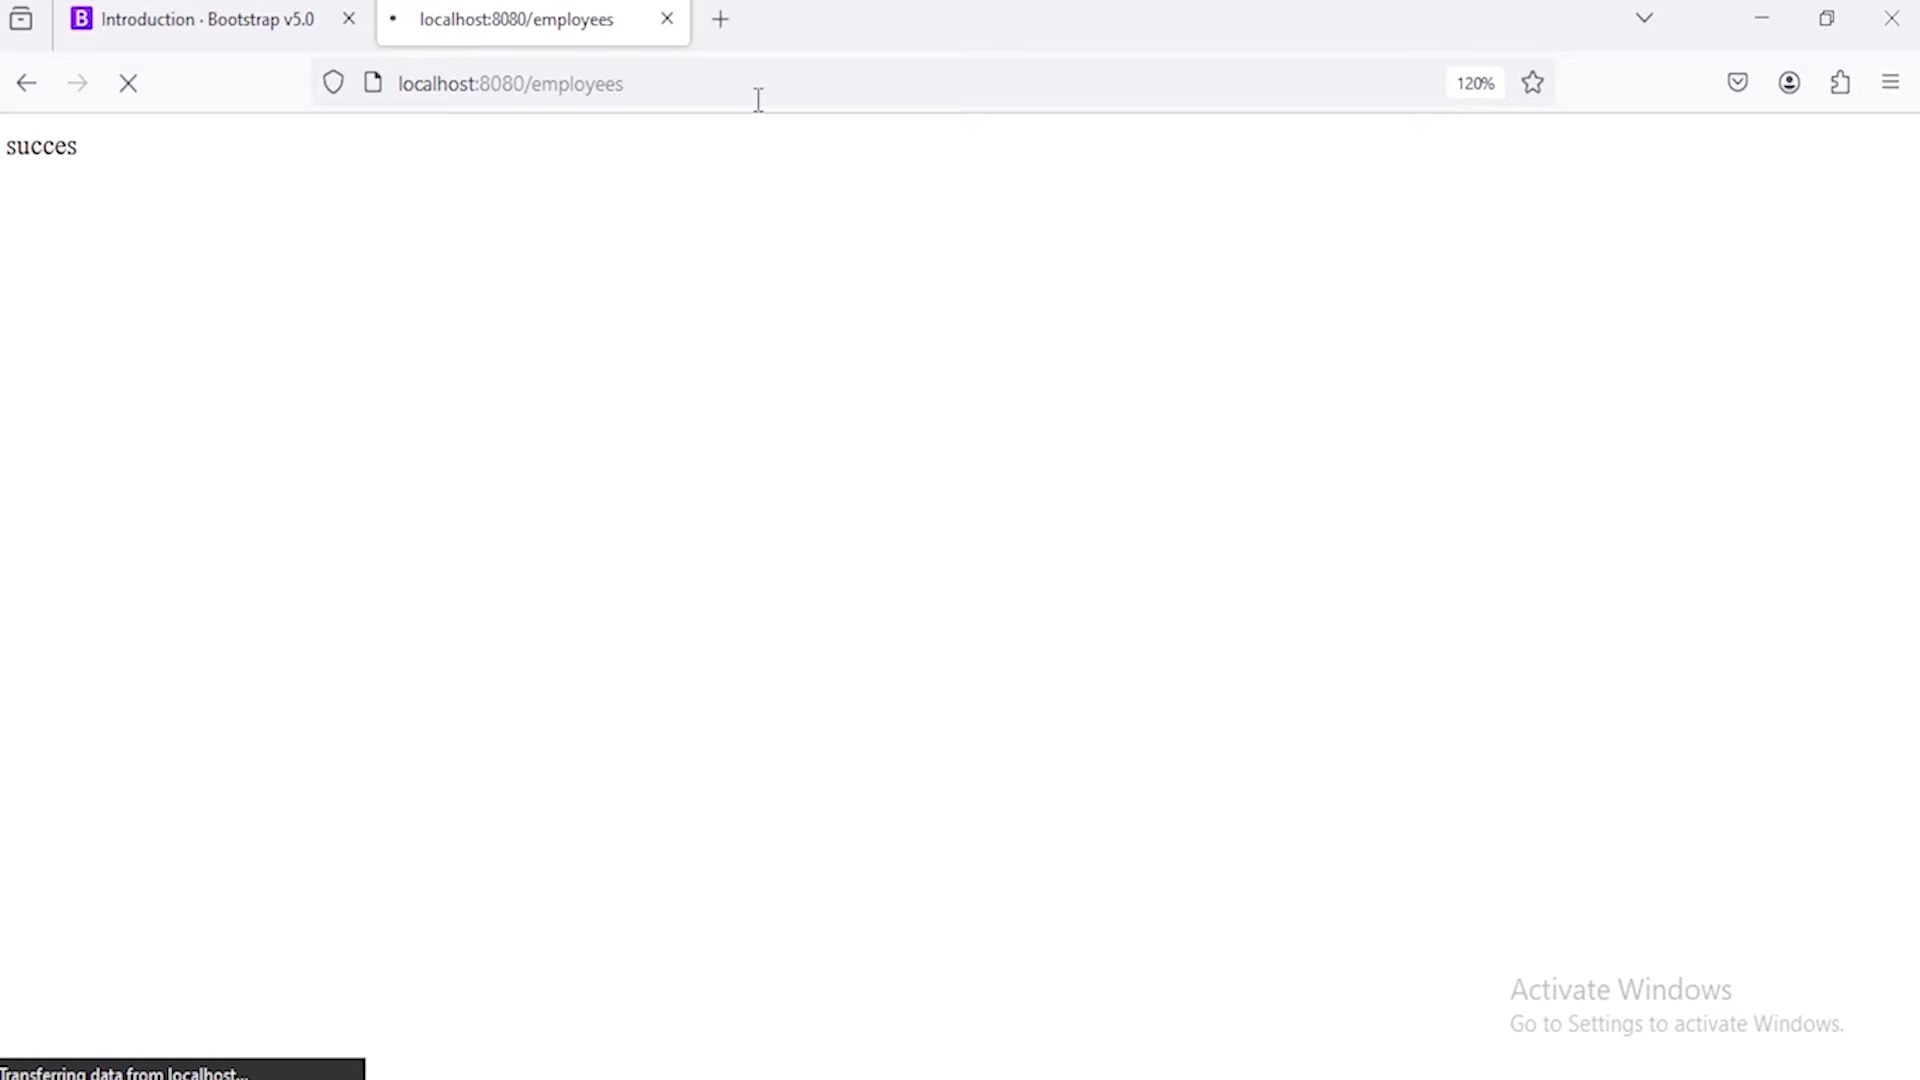 Introduction · Bootstrap v5.0
localhost:8080/employees
localhost:8080/employees
120%
succes
Activate Windows
Go to Settings to activate Windows.
Transferring data from localhost...